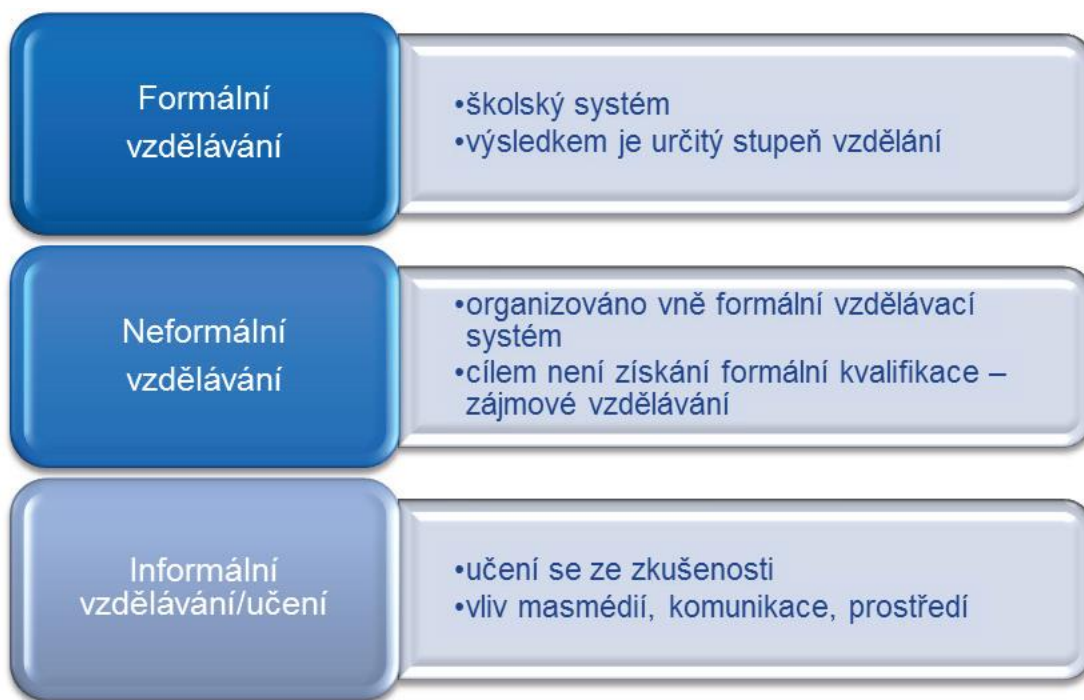 Formální
vzdělávání
•školský systém
•výsledkem je určitý stupeň vzdělání
Neformální
vzdělávání
•organizováno vně formální vzdělávací
systém
•cílem není získání formální kvalifikace –
zájmové vzdělávání
Informální
vzdělávání/učení
•učení se ze zkušenosti
•vliv masmédií, komunikace, prostředí